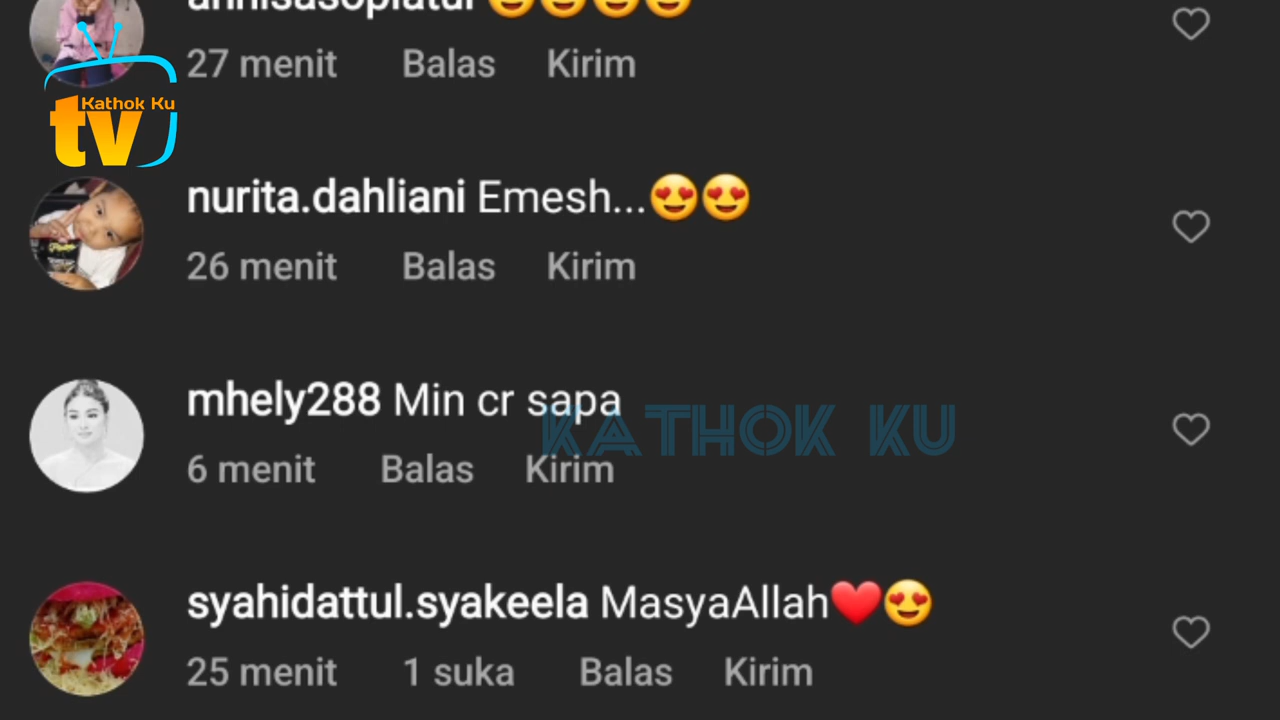 annisasopiatul 😍😍😍😍
27 menit Balas Kirim
Kathok Ku
tv
nurita.dahliani Emesh...😍😍
26 menit Balas Kirim
mhely288 Min cr sapa
KATHOK KU
6 menit Balas Kirim
syahidattul.syakeela MasyaAllah❤️😍
25 menit 1 suka Balas Kirim